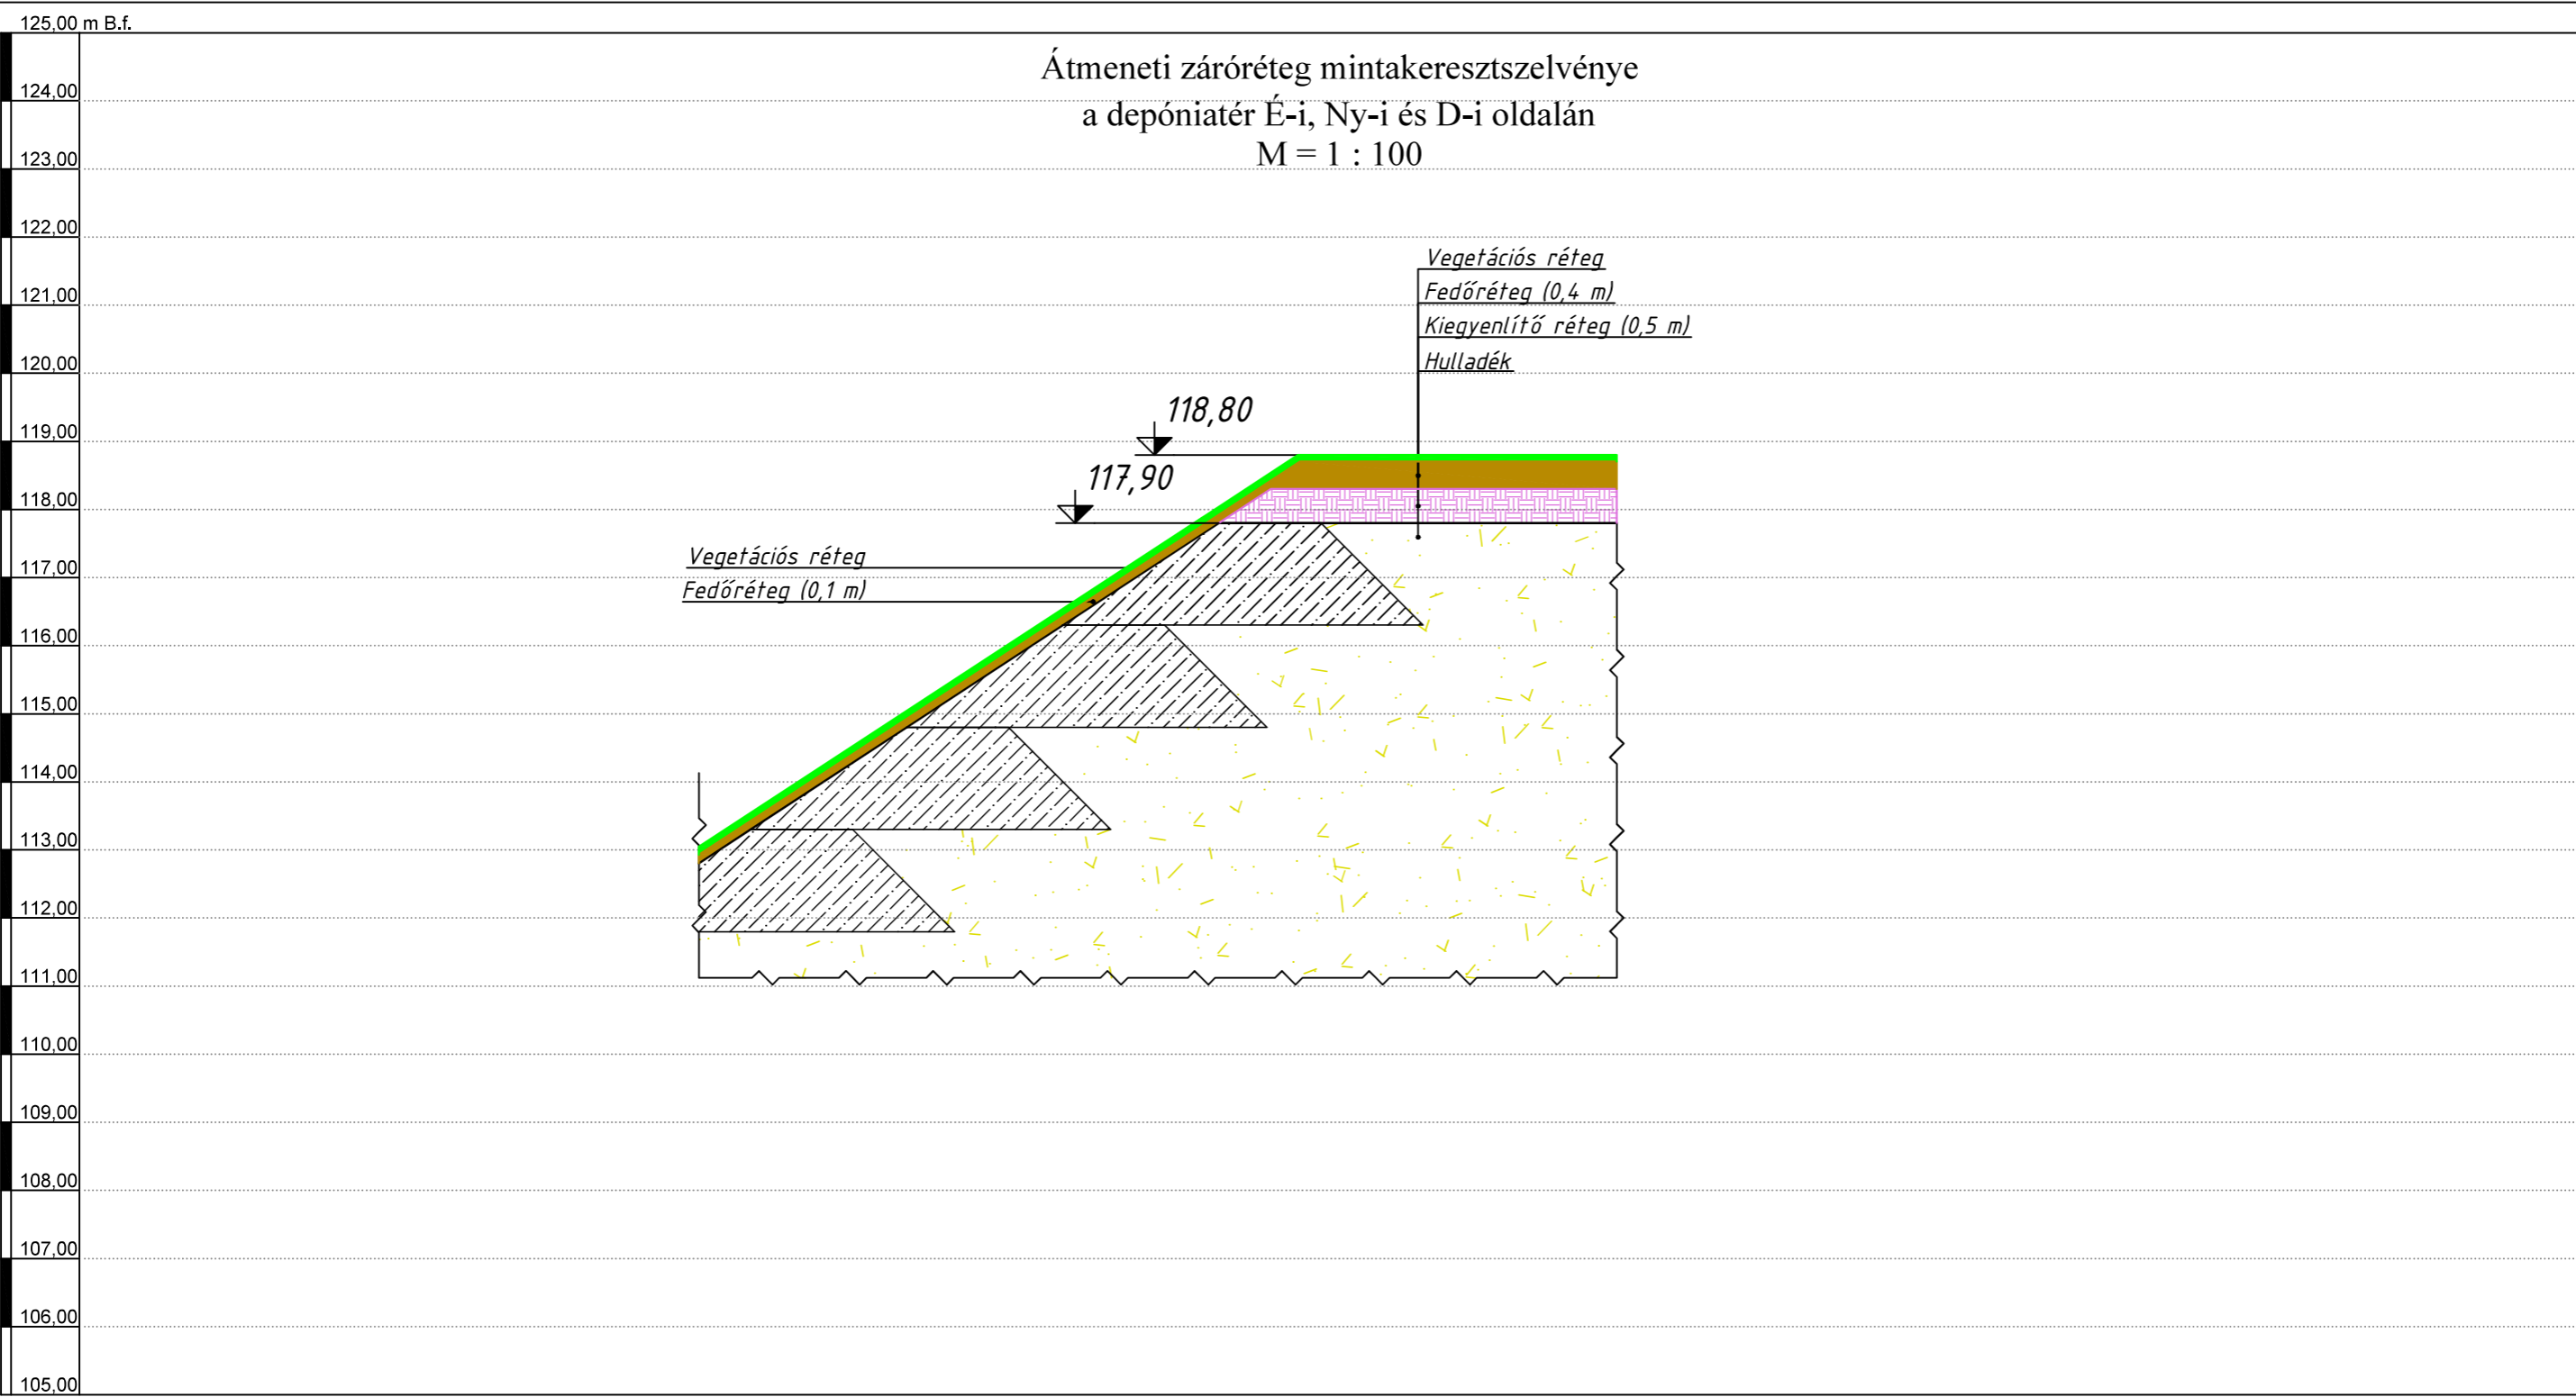 125,00 m B.f.
Átmeneti záróréteg mintakeresztszelvénye
124,00
a depóniatér É-i, Ny-i és D-i oldalán
123,00
M = 1 : 100
122,00
Vegetációs réteg
121,00
Fedőréteg (0,4 m)
Kiegyenlítő réteg (0,5 m)
120,00
Hulladék
118,80
119,00
117,90
118,00
Vegetációs réteg
117,00
Fedőréteg (0,1 m)
116,00
115,00
114,00
113,00
112,00
111,00
110,00
109,00
108,00
107,00
106,00
105,00